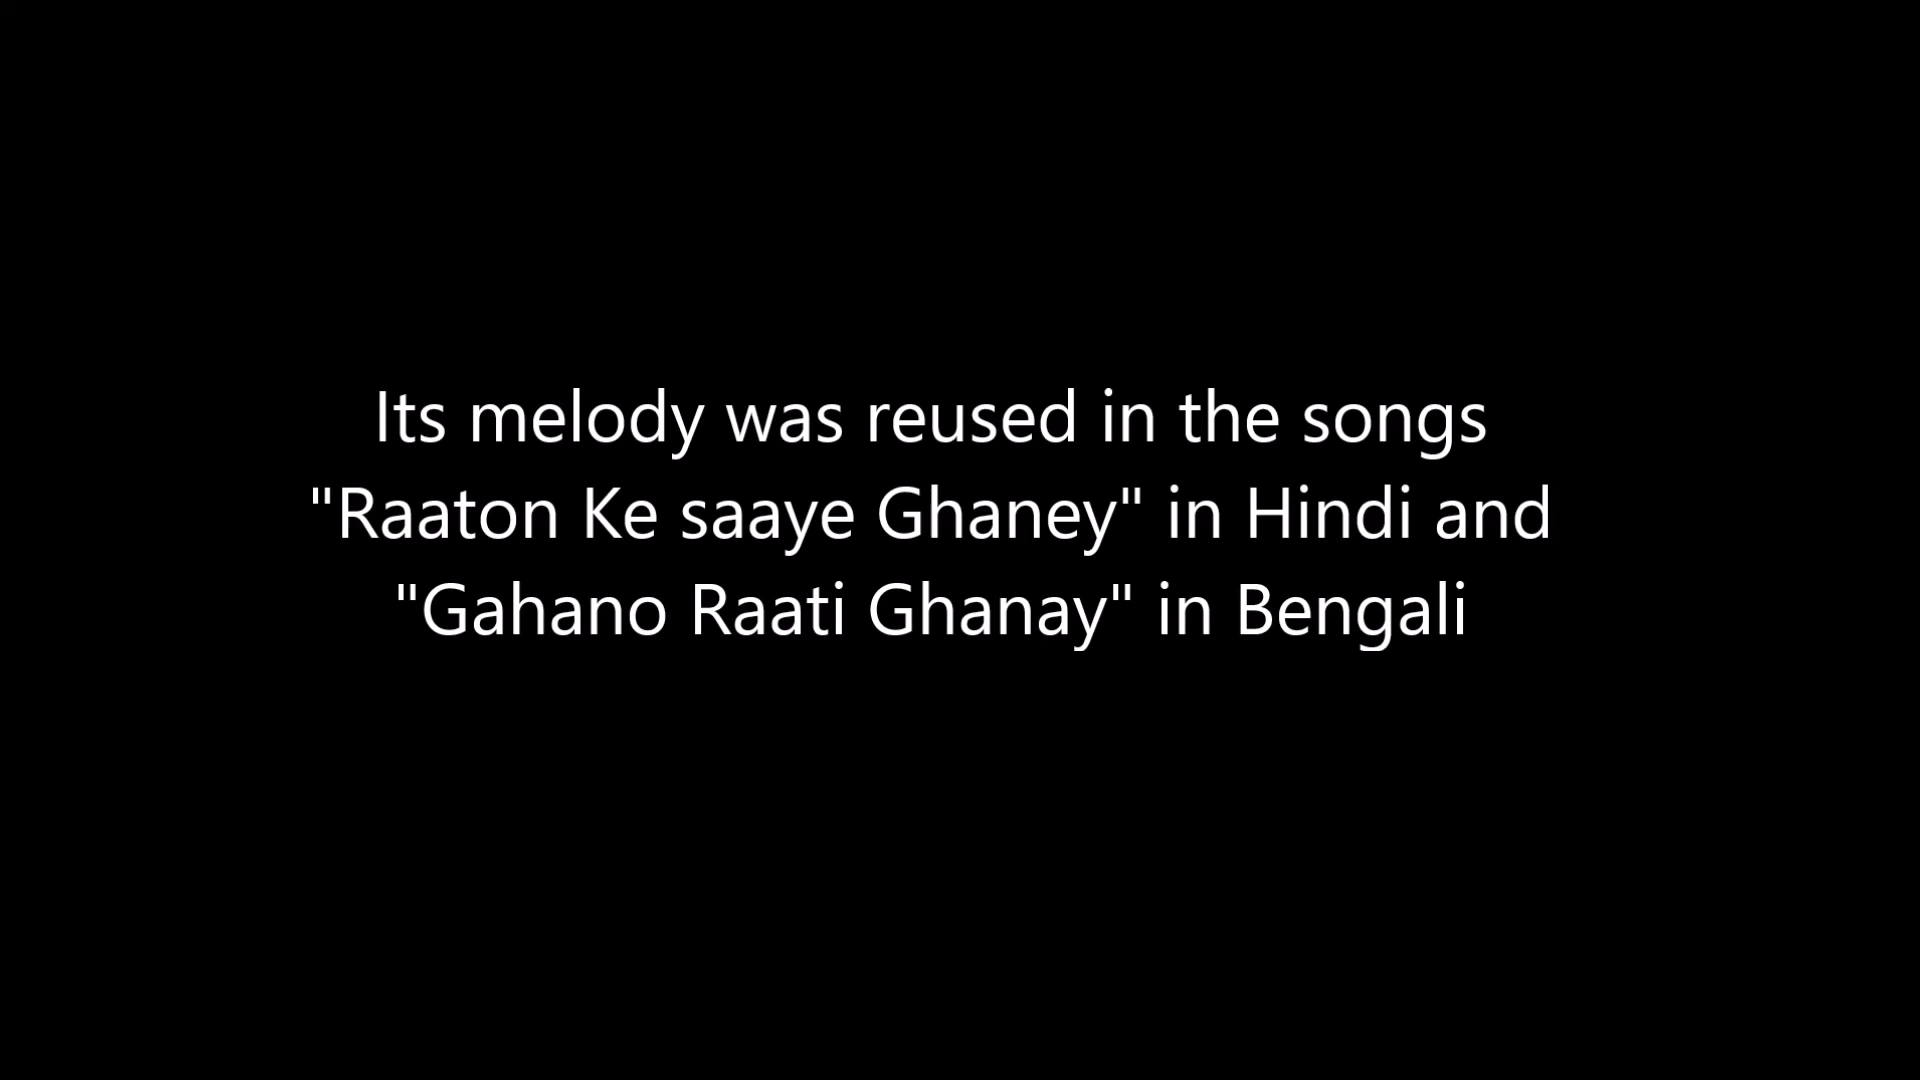 Its melody was reused in the songs
"Raaton Ke saaye Ghaney" in Hindi and
"Gahano Raati Ghanay" in Bengali